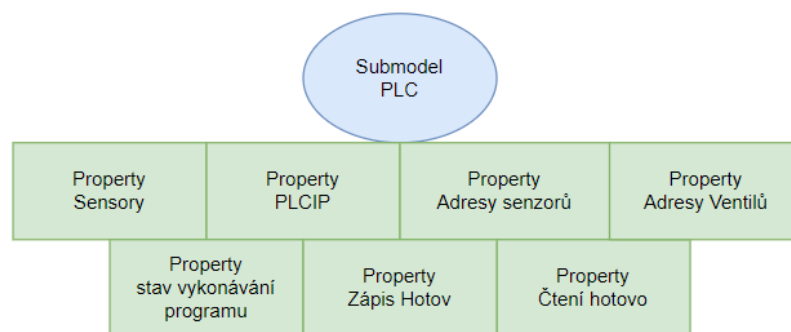 Submodel
PLC
Property
Sensory
Property
PLCIP
Property
Adresy senzorů
Property
Adresy Ventilů
Property
stav vykonávání
programu
Property
Zápis Hotov
Property
Čtení hotovo